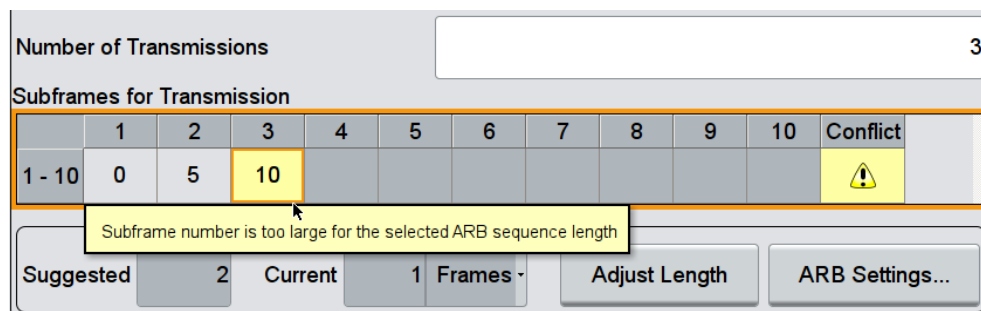 Number of Transmissions 3
Subframes for Transmission
1 2 3 4 5 6 7 8 9 10 Conflict
1 - 10 0 5 10
Subframe number is too large for the selected ARB sequence length
Suggested 2 Current 1 Frames Adjust Length ARB Settings...